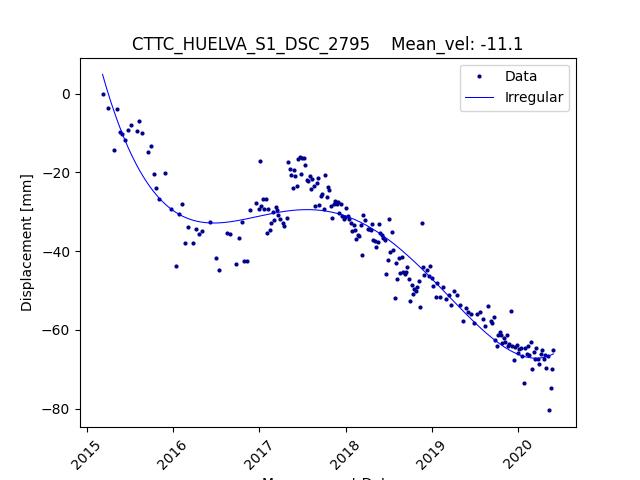 CTTC_HUELVA_S1_DSC_2795    Mean_vel: -11.1
Data
Irregular
Displacement [mm]
0
−20
−40
−60
−80
2015
2016
2017
2018
2019
2020